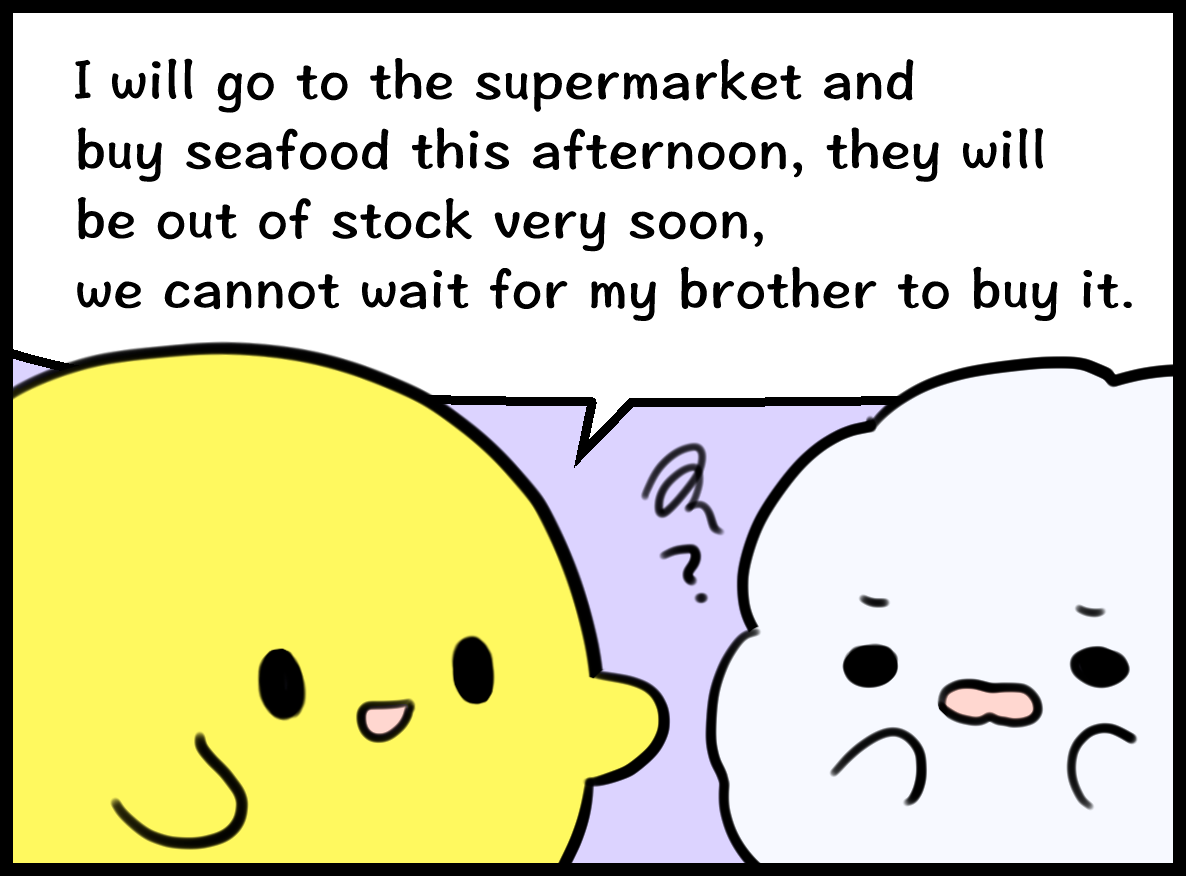 I will go to the supermarket and
buy seafood this afternoon, they will
be out of stock very soon,
we cannot wait for my brother to buy it.
?